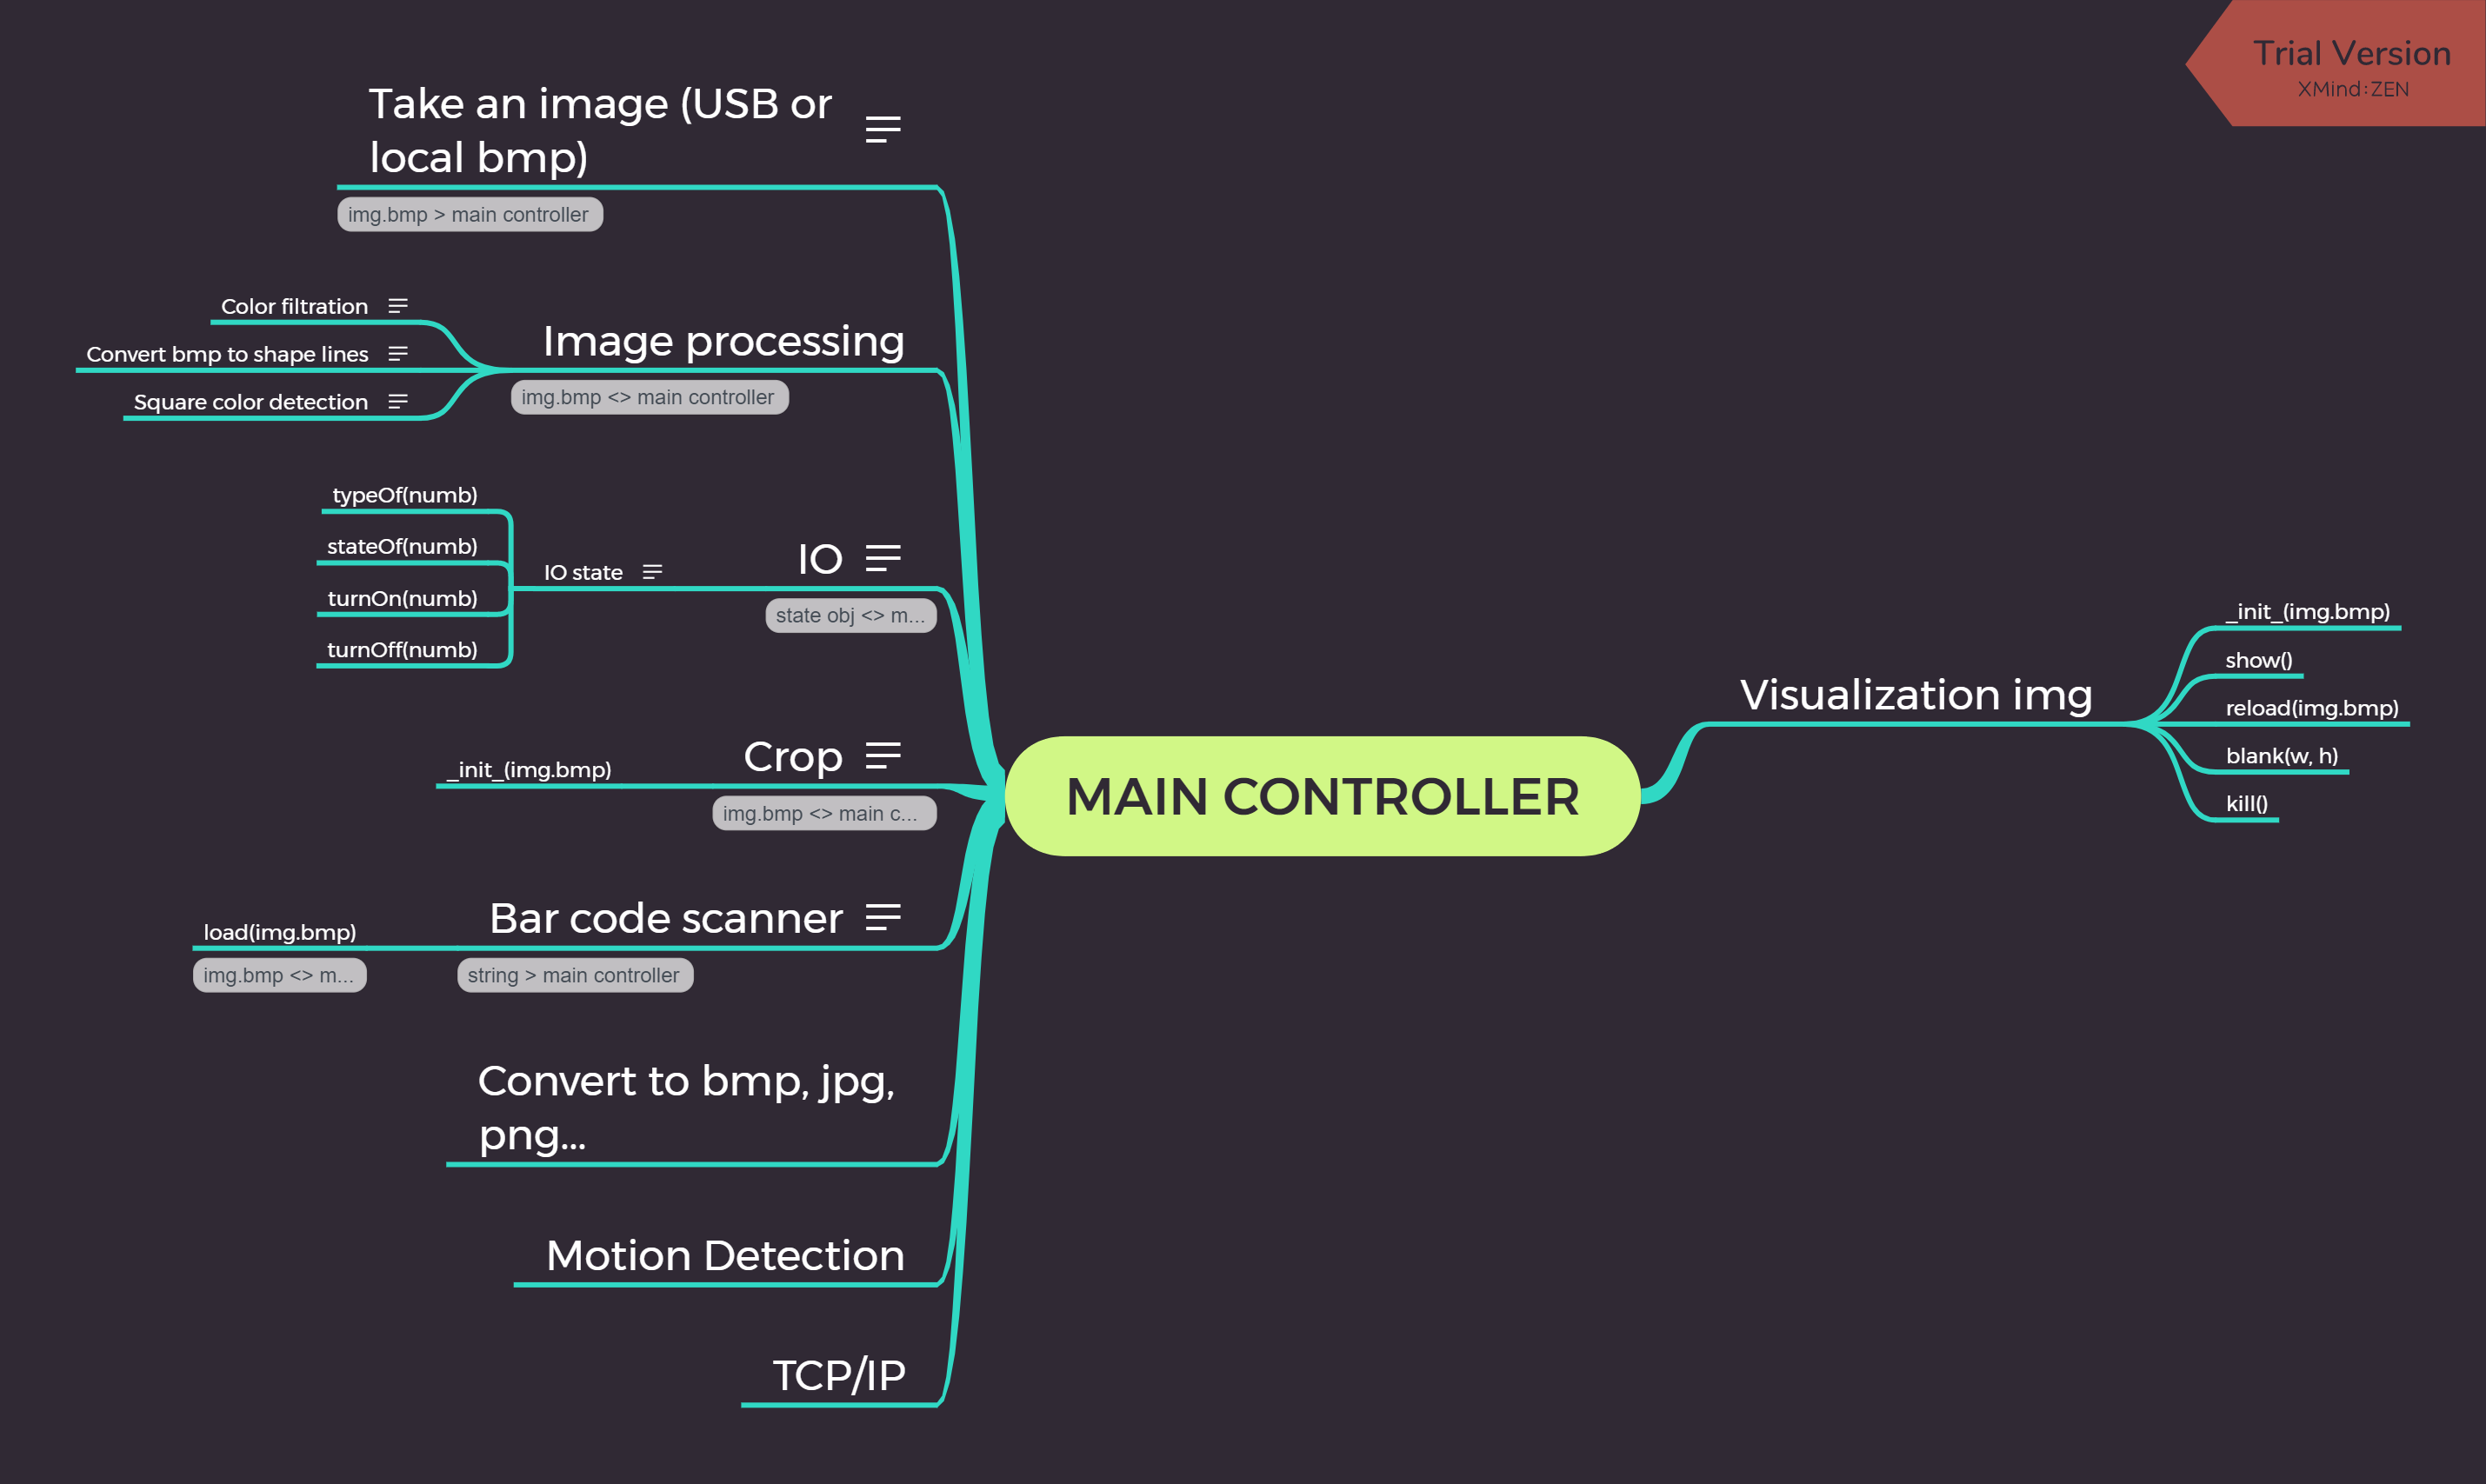 Trial Version
XMind:ZEN
Take an image (USB or
local bmp)
img.bmp > main controller
Color filtration
Convert bmp to shape lines
Square color detection
Image processing
img.bmp <> main controller
typeOf(numb)
stateOf(numb)
turnOn(numb)
turnOff(numb)
IO state
IO
state obj <> m...
_init_(img.bmp)
Crop
img.bmp <> main c...
load(img.bmp)
img.bmp <> m...
Bar code scanner
string > main controller
Convert to bmp, jpg,
png...
Motion Detection
TCP/IP
MAIN CONTROLLER
Visualization img
_init_(img.bmp)
show()
reload(img.bmp)
blank(w, h)
kill()